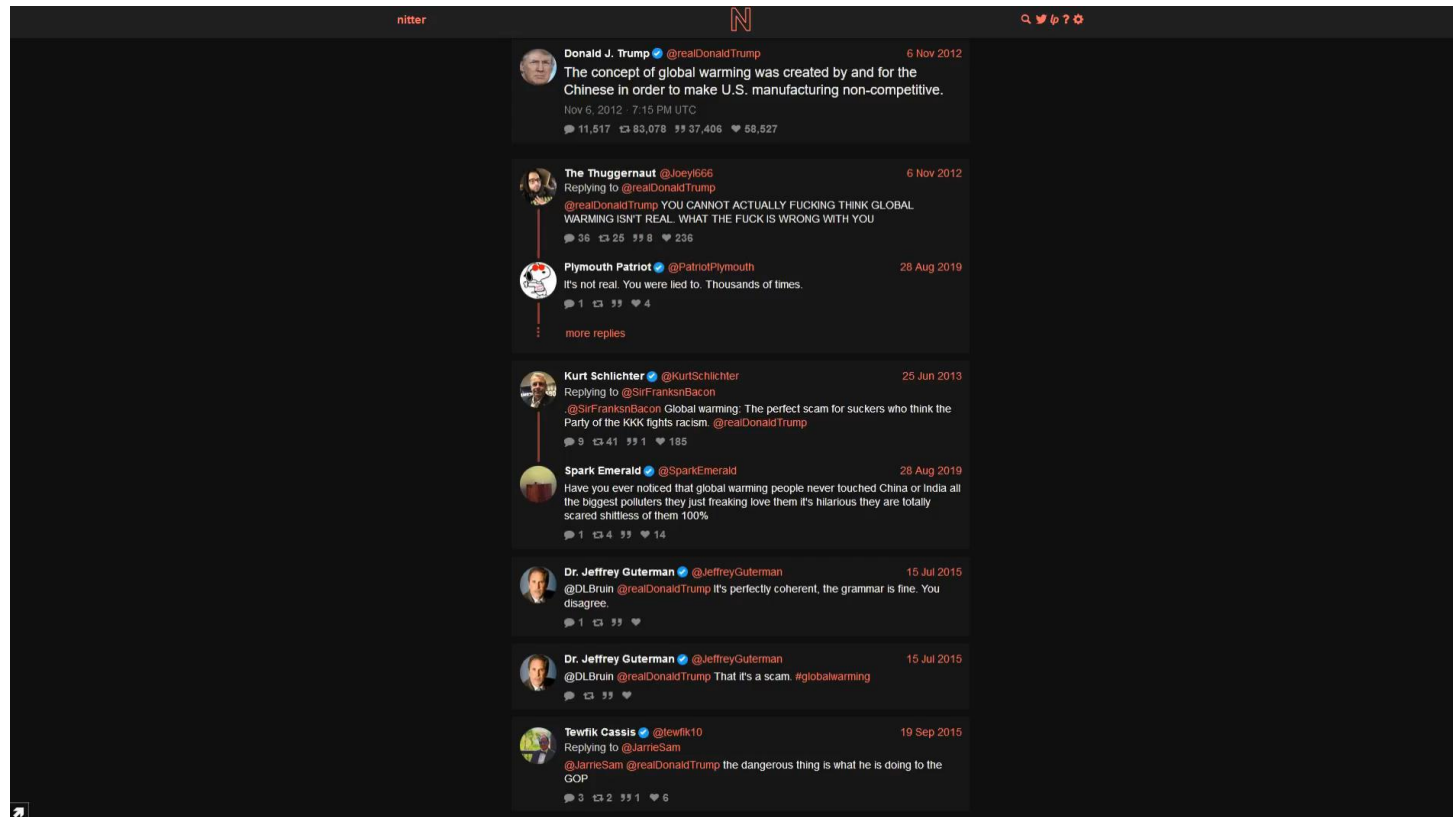 nitter
N
lp ?
Donald J. Trump @realDonaldTrump 6 Nov 2012
The concept of global warming was created by and for the
Chinese in order to make U.S. manufacturing non-competitive.
Nov 6, 2012 · 7:15 PM UTC
11,517 83,078 37,406 58,527
The Thuggernaut @Joeyl666 6 Nov 2012
Replying to @realDonaldTrump
@realDonaldTrump YOU CANNOT ACTUALLY FUCKING THINK GLOBAL
WARMING ISN'T REAL. WHAT THE FUCK IS WRONG WITH YOU
36 25 8 236
Plymouth Patriot @PatriotPlymouth 28 Aug 2019
It's not real. You were lied to. Thousands of times.
1 4
more replies
Kurt Schlichter @KurtSchlichter 25 Jun 2013
Replying to @SirFranksnBacon
.@SirFranksnBacon Global warming: The perfect scam for suckers who think the
Party of the KKK fights racism. @realDonaldTrump
9 41 1 185
Spark Emerald @SparkEmerald 28 Aug 2019
Have you ever noticed that global warming people never touched China or India all
the biggest polluters they just freaking love them it's hilarious they are totally
scared shitless of them 100%
1 4 14
Dr. Jeffrey Guterman @JeffreyGuterman 15 Jul 2015
@DLBruin @realDonaldTrump It's perfectly coherent, the grammar is fine. You
disagree.
1
Dr. Jeffrey Guterman @JeffreyGuterman 15 Jul 2015
@DLBruin @realDonaldTrump That it's a scam. #globalwarming
Tewfik Cassis @tewfik10 19 Sep 2015
Replying to @JarrieSam
@JarrieSam @realDonaldTrump the dangerous thing is what he is doing to the
GOP
3 2 1 6